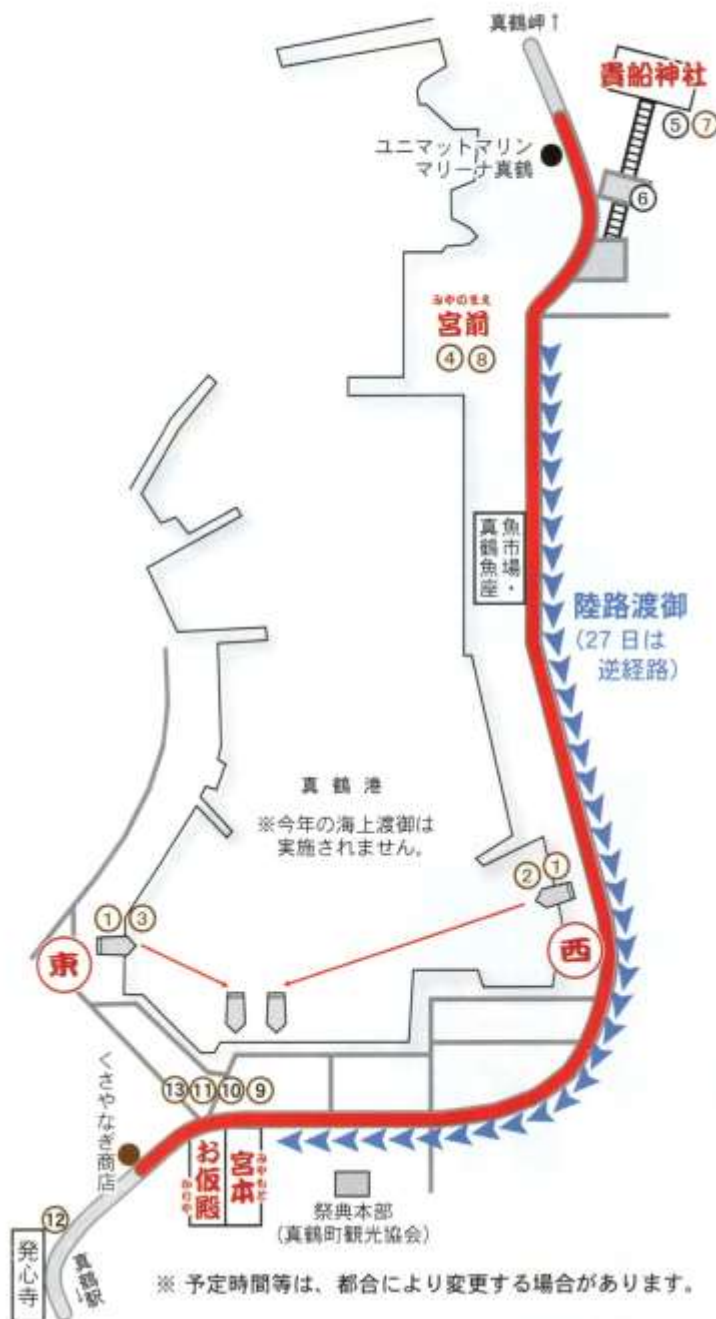 真鶴岬↑
貴船神社
⑤⑦
ユニマットマリン
マリーナ真鶴
⑥
みやのまえ
宮前
④⑧
魚市場・
真鶴魚座
陸路渡御
(27日は
逆経路)
真鶴港
※今年の海上渡御は
実施されません。
②①
①③
東
西
くさやなぎ商店
⑬⑪⑩⑨
みやもと
宮本
お仮殿
祭典本部
(真鶴町観光協会)
⑫
発心寺
真鶴駅
※ 予定時間等は、都合により変更する場合があります。